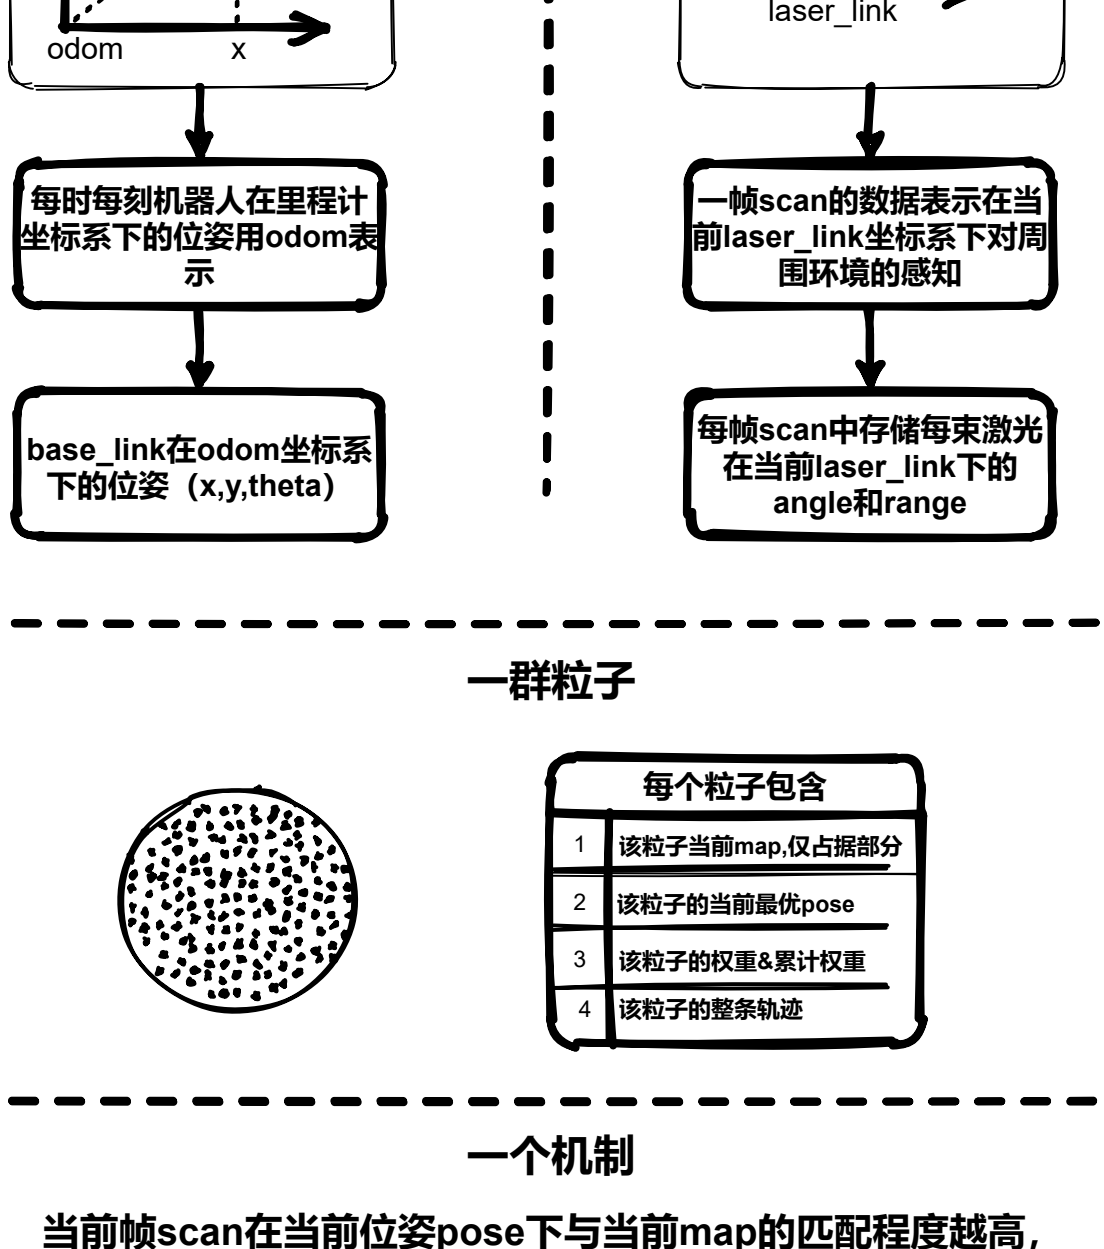 laser_link
odom
x
每时每刻机器人在里程计
坐标系下的位姿用odom表
示
一帧scan的数据表示在当
前laser_link坐标系下对周
围环境的感知
base_link在odom坐标系
下的位姿（x,y,theta）
每帧scan中存储每束激光
在当前laser_link下的
angle和range
一群粒子
每个粒子包含
1 该粒子当前map,仅占据部分
2 该粒子的当前最优pose
3 该粒子的权重&累计权重
4 该粒子的整条轨迹
一个机制
当前帧scan在当前位姿pose下与当前map的匹配程度越高，